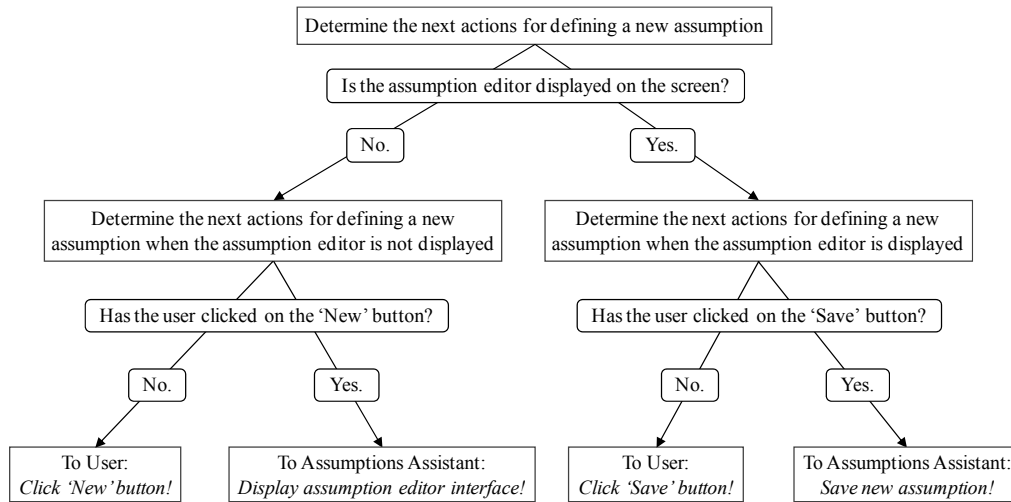 Determine the next actions for defining a new assumption
Is the assumption editor displayed on the screen?
No.
Yes.
Determine the next actions for defining a new
assumption when the assumption editor is not displayed
Determine the next actions for defining a new
assumption when the assumption editor is displayed
Has the user clicked on the ‘New’ button?
Has the user clicked on the ‘Save’ button?
No.
Yes.
No.
Yes.
To User:
Click ‘New’ button!
To Assumptions Assistant:
Display assumption editor interface!
To User:
Click ‘Save’ button!
To Assumptions Assistant:
Save new assumption!